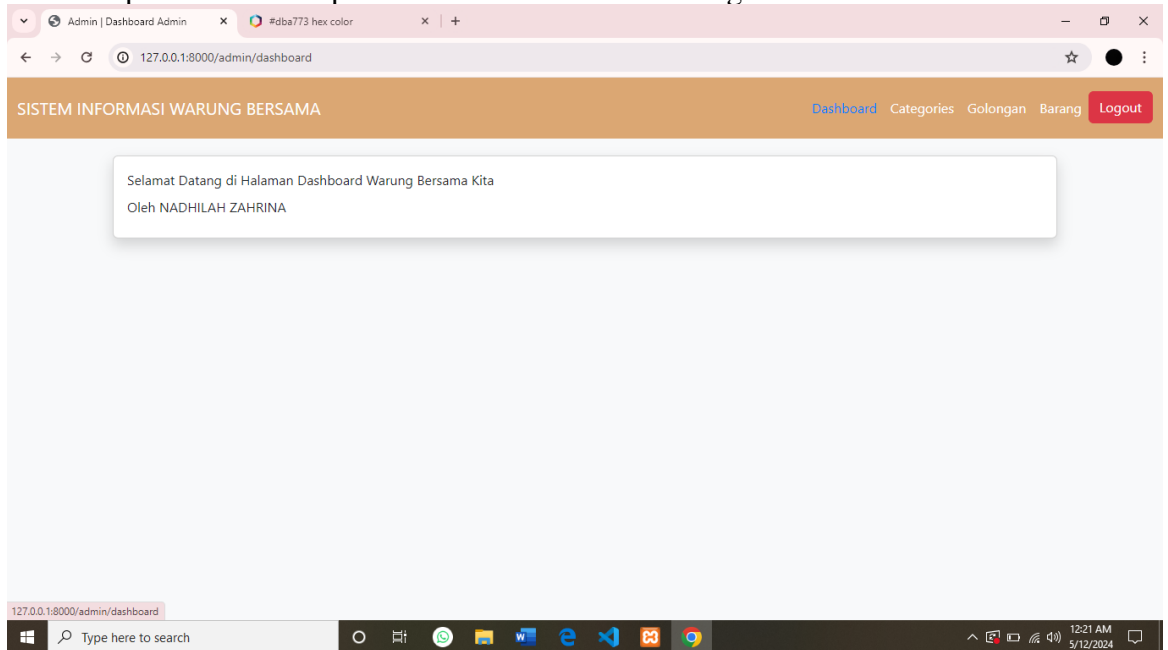 Admin | Dashboard Admin
#dba773 hex color
127.0.0.1:8000/admin/dashboard
SISTEM INFORMASI WARUNG BERSAMA
Dashboard Categories Golongan Barang Logout
Selamat Datang di Halaman Dashboard Warung Bersama Kita
Oleh NADHILAH ZAHRINA
127.0.0.1:8000/admin/dashboard
Type here to search
12:21 AM
5/12/2024